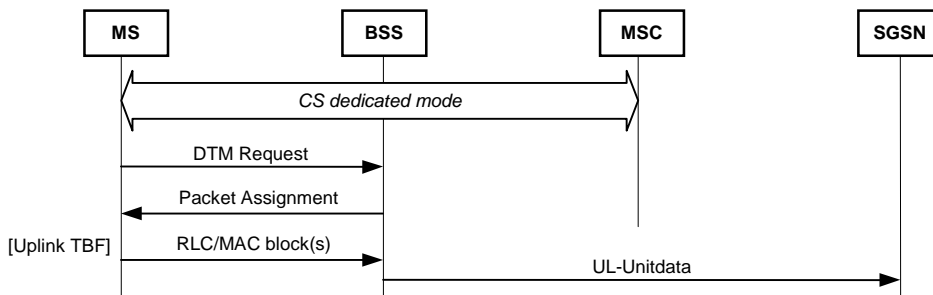 MS
BSS
MSC
SGSN
CS dedicated mode
DTM Request
Packet Assignment
[Uplink TBF]
RLC/MAC block(s)
UL-Unitdata